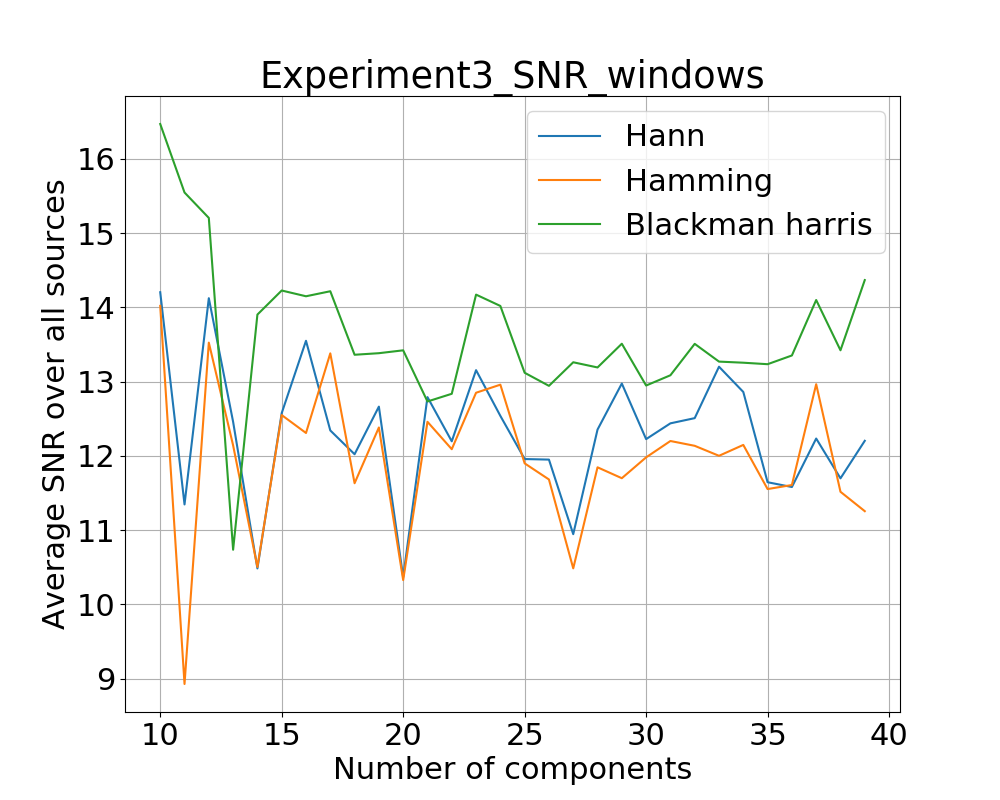 Experiment3_SNR_windows
Hann
Hamming
Blackman harris
Average SNR over all sources
16
15
14
13
12
11
10
9
10 15 20 25 30 35 40
Number of components